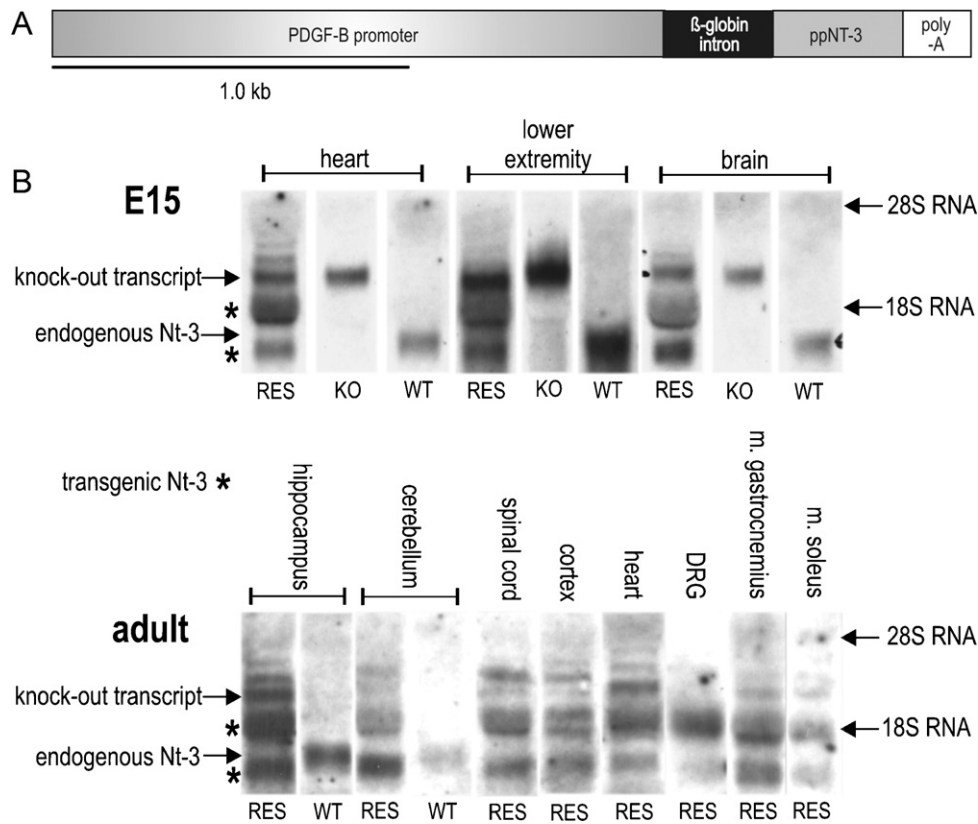 A
PDGF-B promoter
ß-globin
intron
ppNT-3
poly
-A
1.0 kb
B
E15
heart
lower
extremity
brain
28S RNA
knock-out transcript
*
18S RNA
endogenous Nt-3
*
RES KO WT RES KO WT RES KO WT
transgenic Nt-3 *
hippocampus
cerebellum
spinal cord
cortex
heart
DRG
m. gastrocnemius
m. soleus
adult
28S RNA
knock-out transcript
*
18S RNA
endogenous Nt-3
*
RES WT RES WT RES RES RES RES RES RES